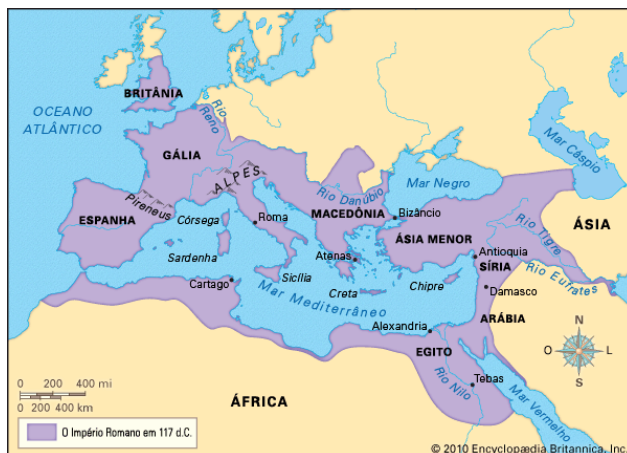 BRITÂNIA
OCEANO
ATLÂNTICO
Rio
Reno
GÁLIA
ALPES
Pireneus
ESPANHA
Córsega
Roma
Sardenha
Cartago
Sicília
Mar Mediterrâneo
Rio Danúbio
MACEDÔNIA
Bizâncio
Mar Negro
Mar Cáspio
ÁSIA
ÁSIA MENOR
Atenas
Creta
Chipre
Antioquia
SÍRIA
Rio Tigre
Rio Eufrates
Damasco
ARÁBIA
Alexandria
EGITO
Rio Nilo
Tebas
Mar Vermelho
ÁFRICA
N
O
L
S
0 200 400 mi
0 200 400 km
O Império Romano em 117 d.C.
© 2010 Encyclopædia Britannica, Inc.